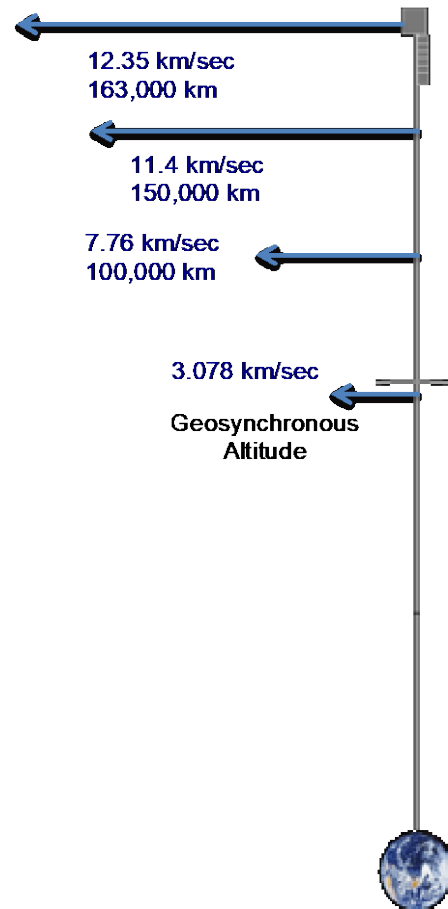 12.35 km/sec
163,000 km
11.4 km/sec
150,000 km
7.76 km/sec
100,000 km
3.078 km/sec
Geosynchronous
Altitude